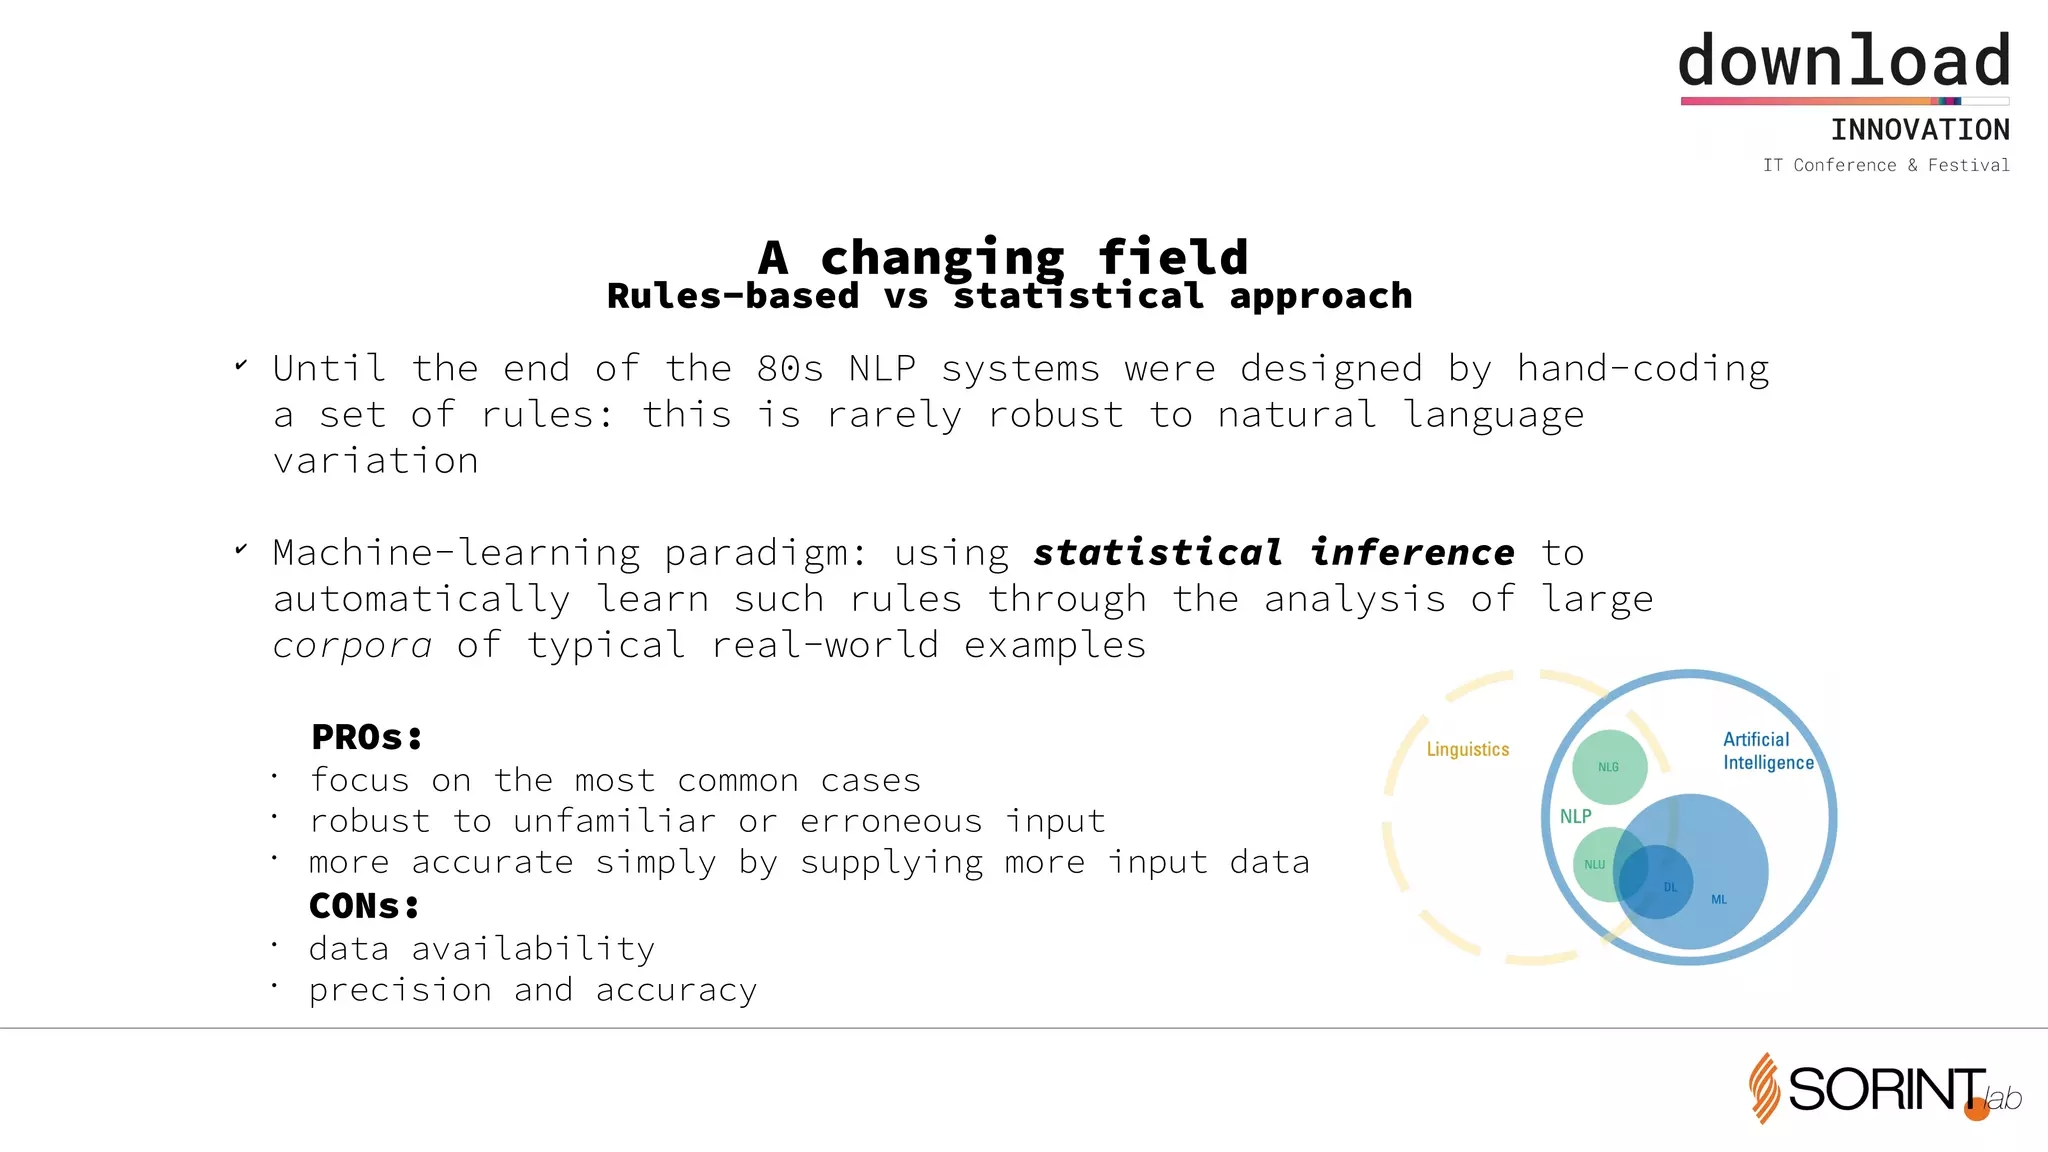 download
INNOVATION
IT Conference & Festival
A changing field
Rules-based vs statistical approach
✔ Until the end of the 80s NLP systems were designed by hand-coding
a set of rules: this is rarely robust to natural language
variation
✔ Machine-learning paradigm: using statistical inference to
automatically learn such rules through the analysis of large
corpora of typical real-world examples
PROs:
• focus on the most common cases
• robust to unfamiliar or erroneous input
• more accurate simply by supplying more input data
CONs:
• data availability
• precision and accuracy
Linguistics
Artificial
Intelligence
NLG
NLP
NLU
DL
ML
SORINT.lab